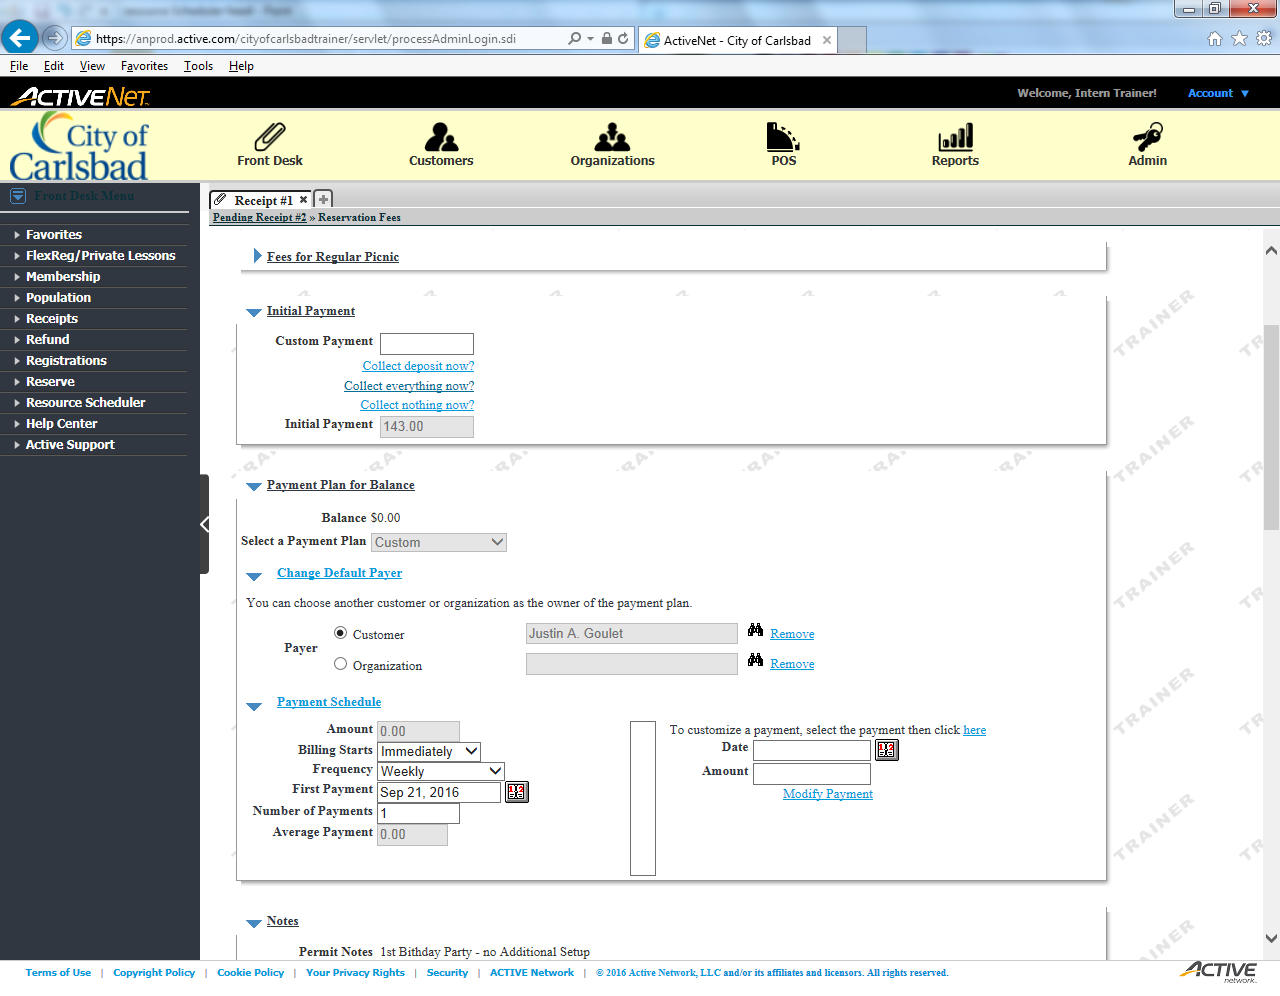 https://anprod.active.com/cityofcarlsbadtrainer/servlet/processAdminLogin.sdi
ActiveNet - City of Carlsbad
File Edit View Favorites Tools Help
ACTIVENET
Welcome, Intern Trainer! Account
City of
Carlsbad
Front Desk Customers Organizations POS Reports Admin
Front Desk Menu
Favorites
FlexReg/Private Lessons
Membership
Population
Receipts
Refund
Registrations
Reserve
Resource Scheduler
Help Center
Active Support
Receipt #1
Pending Receipt #2 » Reservation Fees
Fees for Regular Picnic
Initial Payment
Custom Payment
Collect deposit now?
Collect everything now?
Collect nothing now?
Initial Payment 143.00
Payment Plan for Balance
Balance $0.00
Select a Payment Plan Custom
Change Default Payer
You can choose another customer or organization as the owner of the payment plan.
Payer
Customer Justin A. Goulet Remove
Organization Remove
Payment Schedule
Amount 0.00
Billing Starts Immediately
Frequency Weekly
First Payment Sep 21, 2016
Number of Payments 1
Average Payment 0.00
To customize a payment, select the payment then click here
Date
Amount
Modify Payment
Notes
Permit Notes 1st Bithday Party - no Additional Setup
TRAINER
TRAINER
TRAINER
TRAINER
TRAINER
Terms of Use | Copyright Policy | Cookie Policy | Your Privacy Rights | Security | ACTIVE Network | © 2016 Active Network, LLC and/or its affiliates and licensors. All rights reserved.
ACTIVE
network